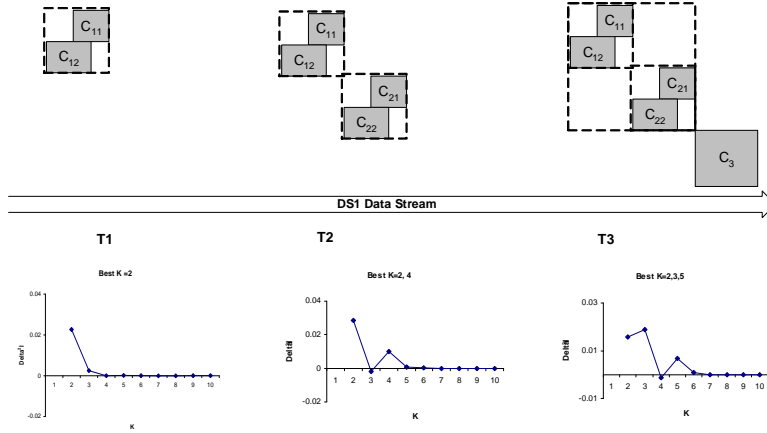 C11
C12
C11
C12
C21
C22
C11
C12
C21
C22
C3
DS1 Data Stream
T1
T2
T3
Best K =2
0.04
0.02
0
-0.02
1 2 3 4 5 6 7 8 9 10
Delta²I
K
Best K=2, 4
0.04
0.02
0.00
-0.02
1 2 3 4 5 6 7 8 9 10
K
Best K=2,3,5
0.03
0.01
-0.01
1 2 3 4 5 6 7 8 9 10
K